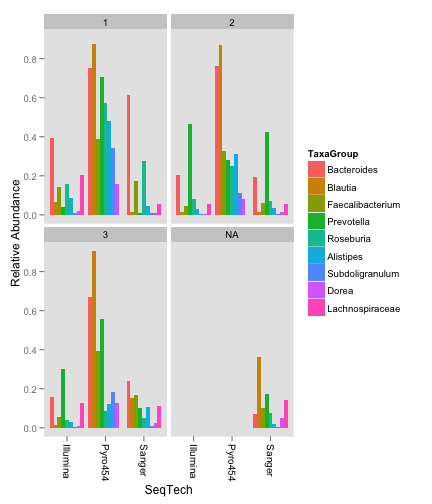 1
2
0.8
0.6
0.4
0.2
0.0
3
NA
0.8
0.6
0.4
0.2
0.0
Relative Abundance
Illumina
Pyro454
Sanger
Illumina
Pyro454
Sanger
SeqTech
TaxaGroup
Bacteroides
Blautia
Faecalibacterium
Prevotella
Roseburia
Alistipes
Subdoligranulum
Dorea
Lachnospiraceae